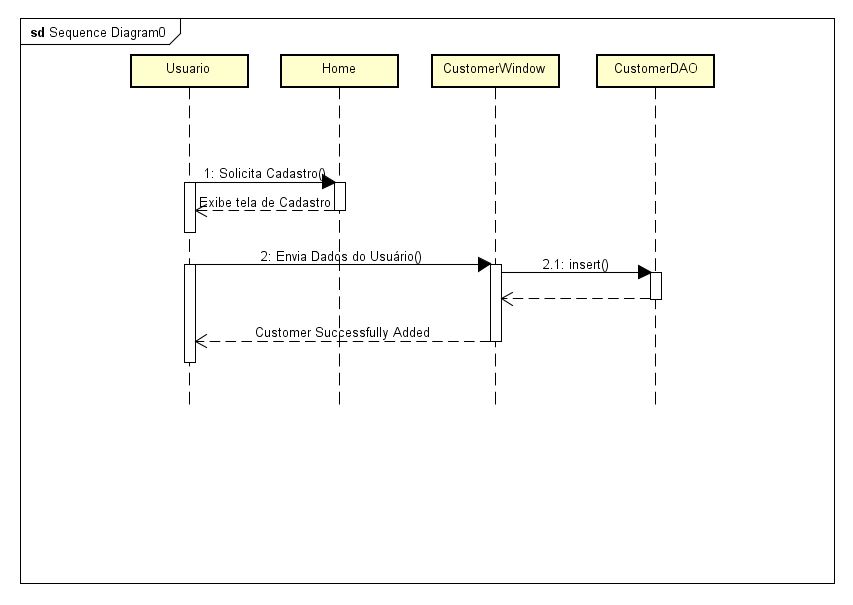 sd Sequence Diagram0
Usuario
Home
CustomerWindow
CustomerDAO
1: Solicita Cadastro()
Exibe tela de Cadastro
2: Envia Dados do Usuário()
2.1: insert()
Customer Successfully Added